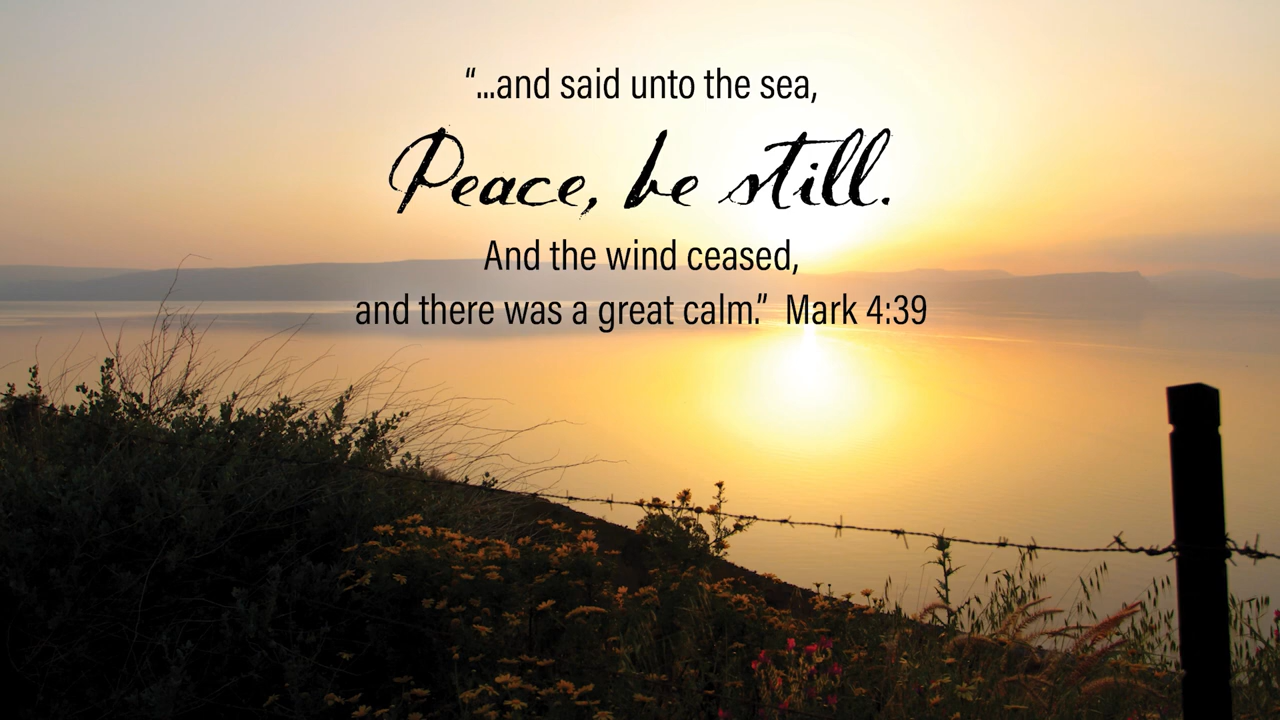 “...and said unto the sea,
Peace, be still.
And the wind ceased,
and there was a great calm.” Mark 4:39